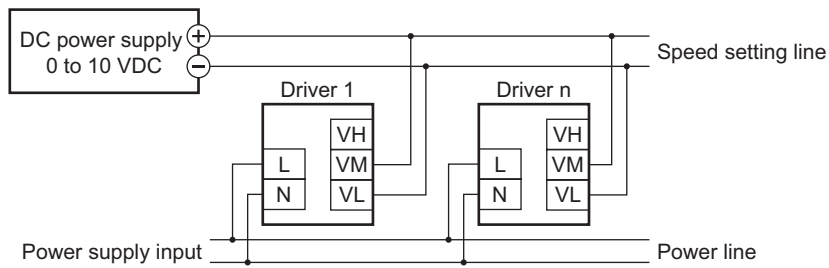 DC power supply
0 to 10 VDC
+
−
Speed setting line
Driver 1
VH
L
VM
N
VL
Driver n
VH
L
VM
N
VL
Power supply input
Power line